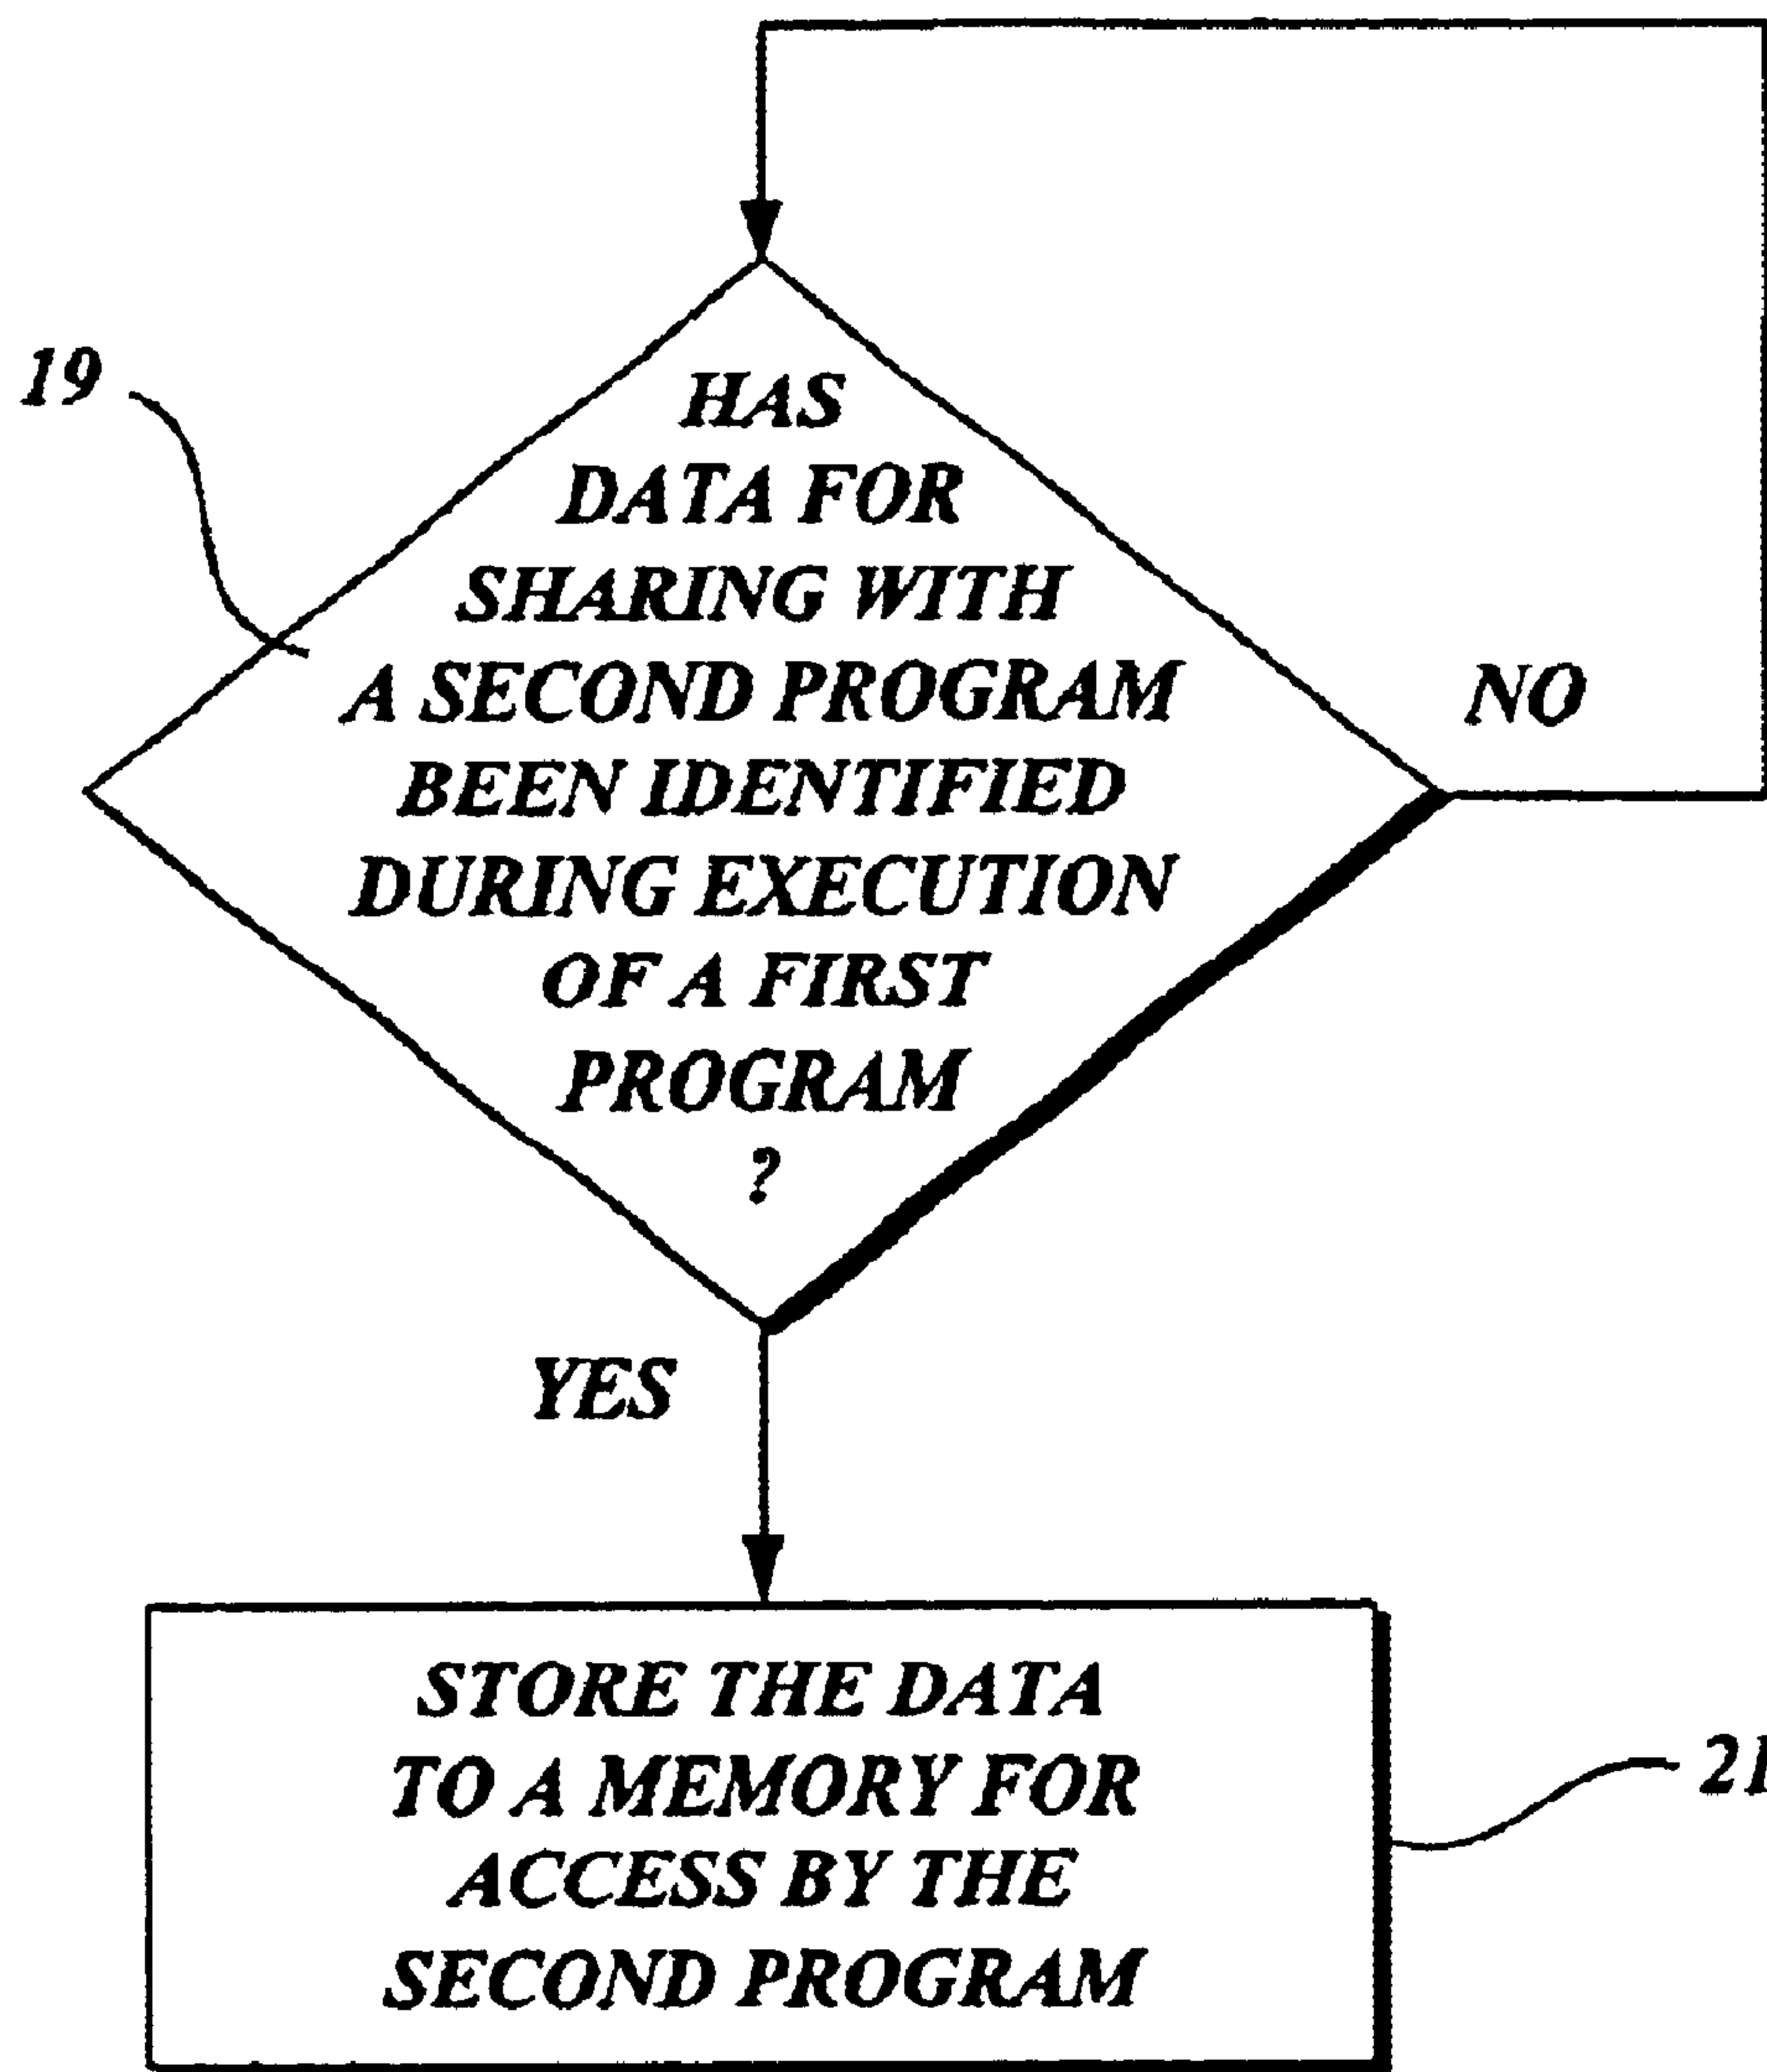 19
HAS
DATA FOR
SHARING WITH
A SECOND PROGRAM
BEEN IDENTIFIED
DURING EXECUTION
OF A FIRST
PROGRAM
?
NO
YES
STORE THE DATA
TO A MEMORY FOR
ACCESS BY THE
SECOND PROGRAM
21